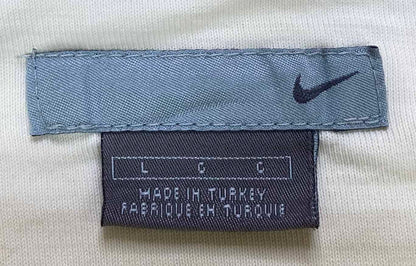 L G G
MADE IN TURKEY
FABRIQUE EN TURQUIE